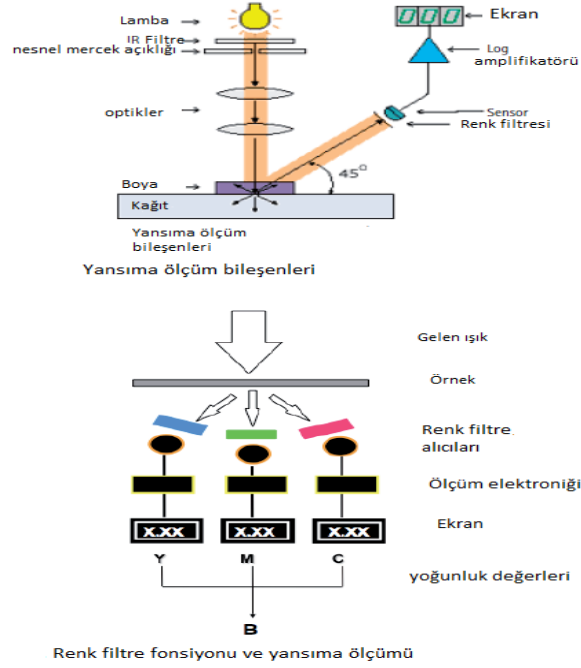 Lamba
IR Filtre
nesnel mercek açıklığı
optikler
Boya
Kağıt
Yansıma ölçüm
bileşenleri
000
Ekran
Log
amplifikatörü
Sensor
Renk filtresi
45°
Yansıma ölçüm bileşenleri
Gelen ışik
Örnek
Renk filtre
alıcıları
Ölçüm elektroniği
X.XX X.XX X.XX
Ekran
Y M C
yoğunluk değerleri
B
Renk filtre fonsiyonu ve yansıma ölçümü